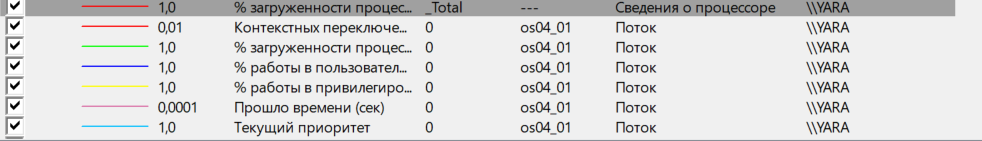 1,0 % загруженности процес... _Total --- Сведения о процессоре \\YARA
0,01 Контекстных переключе... 0 os04_01 Поток \\YARA
1,0 % загруженности процес... 0 os04_01 Поток \\YARA
1,0 % работы в пользовател... 0 os04_01 Поток \\YARA
1,0 % работы в привилегиро... 0 os04_01 Поток \\YARA
0,0001 Прошло времени (сек) 0 os04_01 Поток \\YARA
1,0 Текущий приоритет 0 os04_01 Поток \\YARA